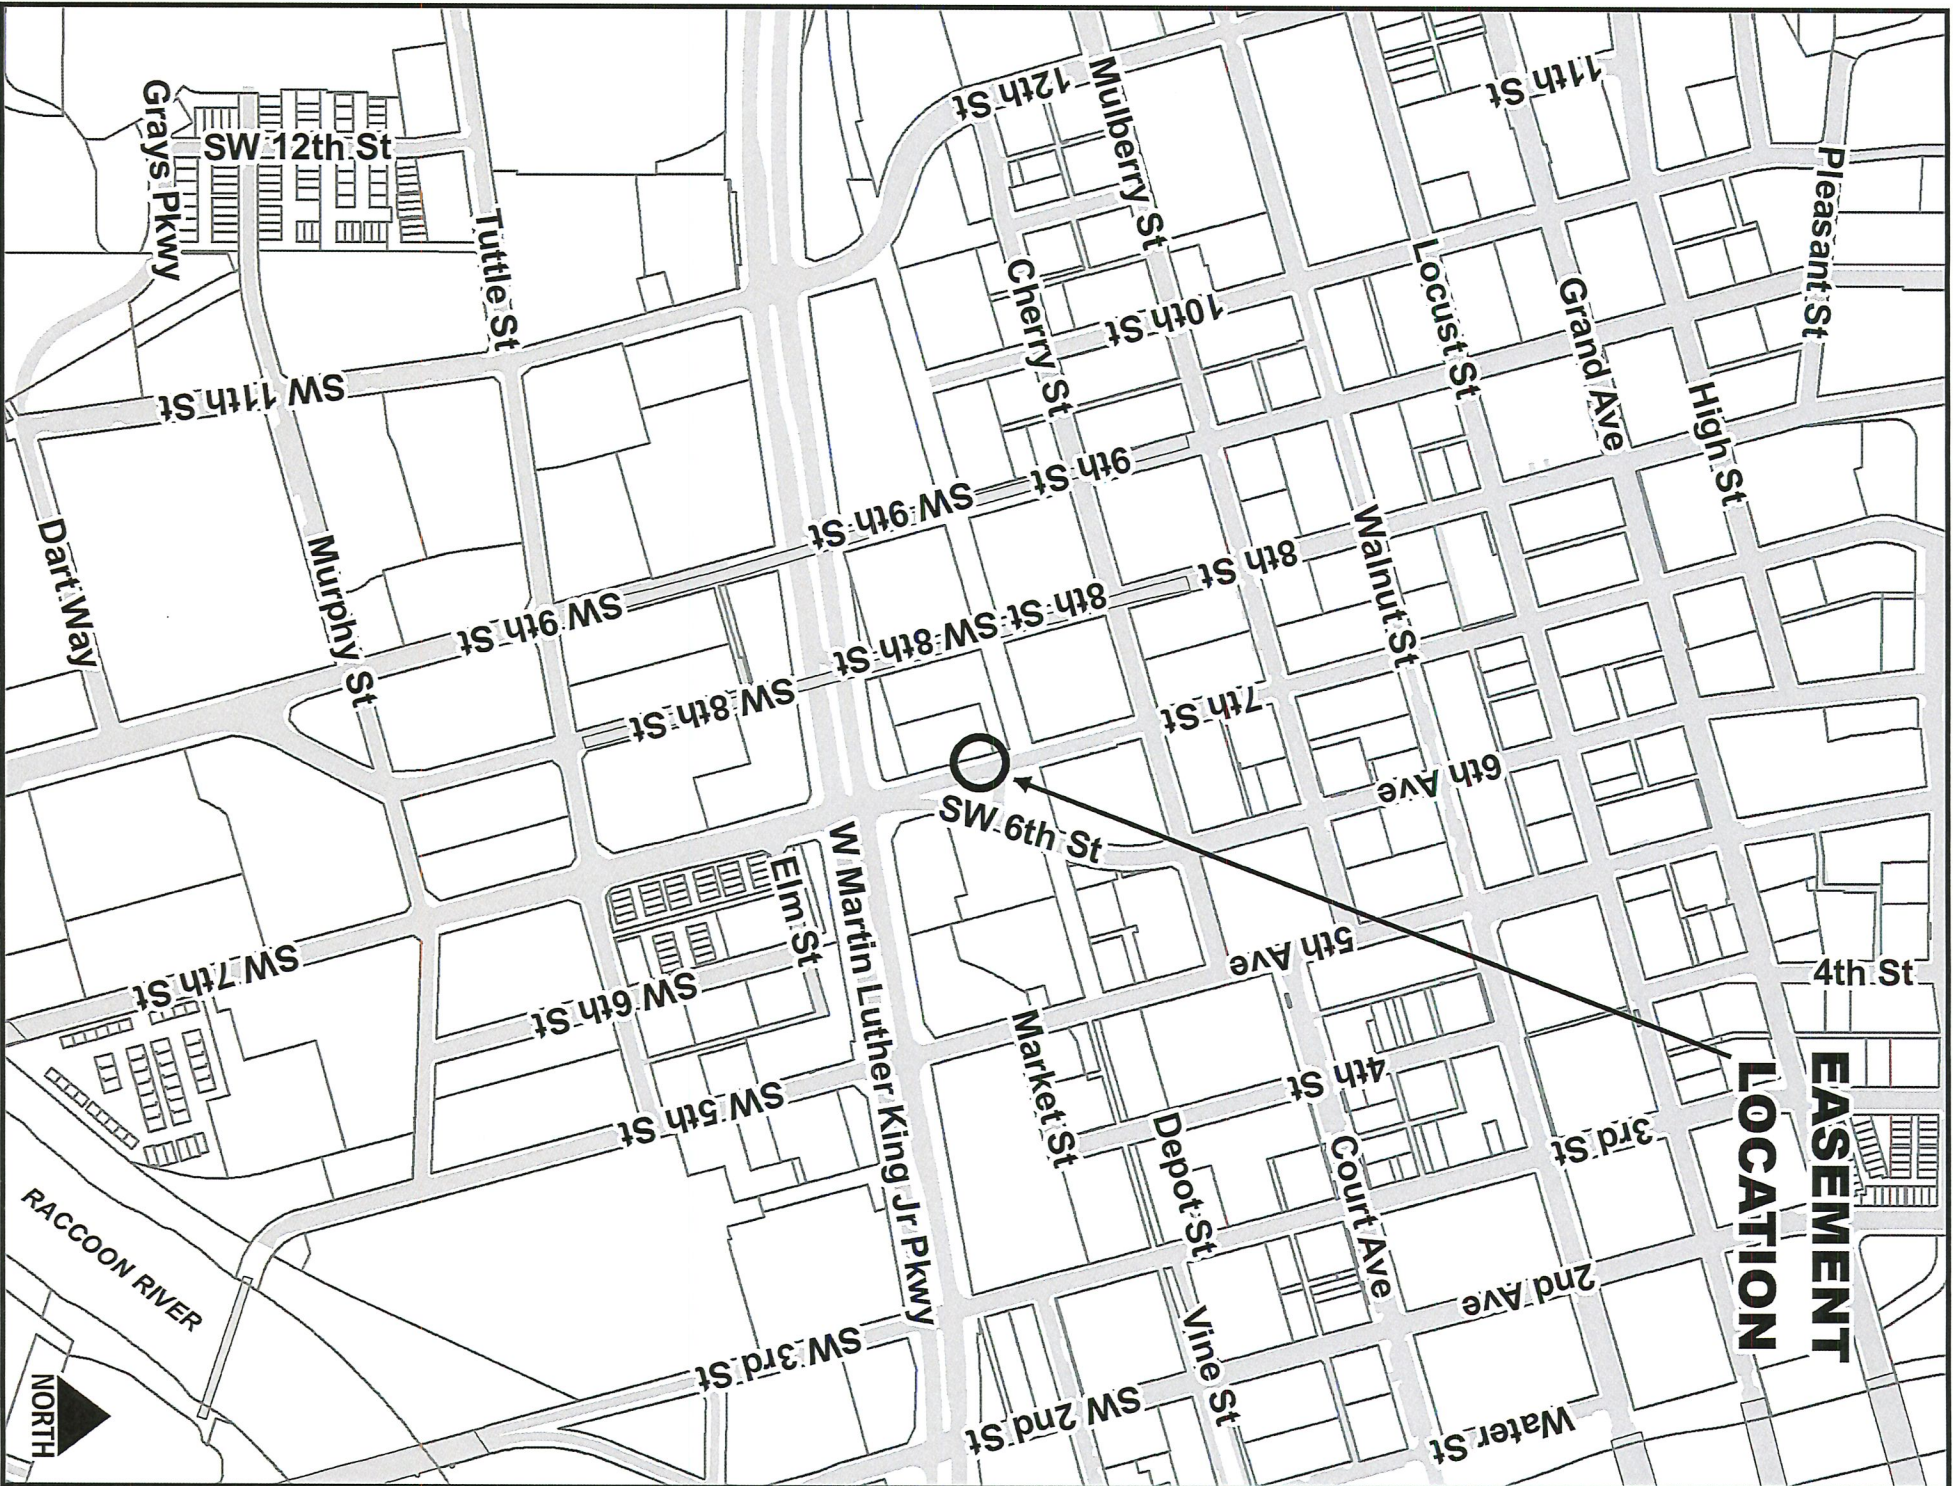 EASEMENT
LOCATION
4th St
Pleasant St
High St
Grand Ave
11th St
Locust St
Walnut St
Mulberry St
12th St
Cherry St
10th St
9th St
SW 9th St
8th St
8th St
SW 8th St
7th St
6th Ave
SW 6th St
5th Ave
4th St
3rd St
2nd Ave
Court Ave
Water St
Depot St
Vine St
Market St
SW 2nd St
SW 3rd St
W Martin Luther King Jr Pkwy
Elm St
SW 8th St
SW 9th St
SW 6th St
SW 5th St
SW 7th St
Tuttle St
SW 12th St
Grays Pkwy
SW 11th St
Murphy St
Dart Way
RACCOON RIVER
NORTH